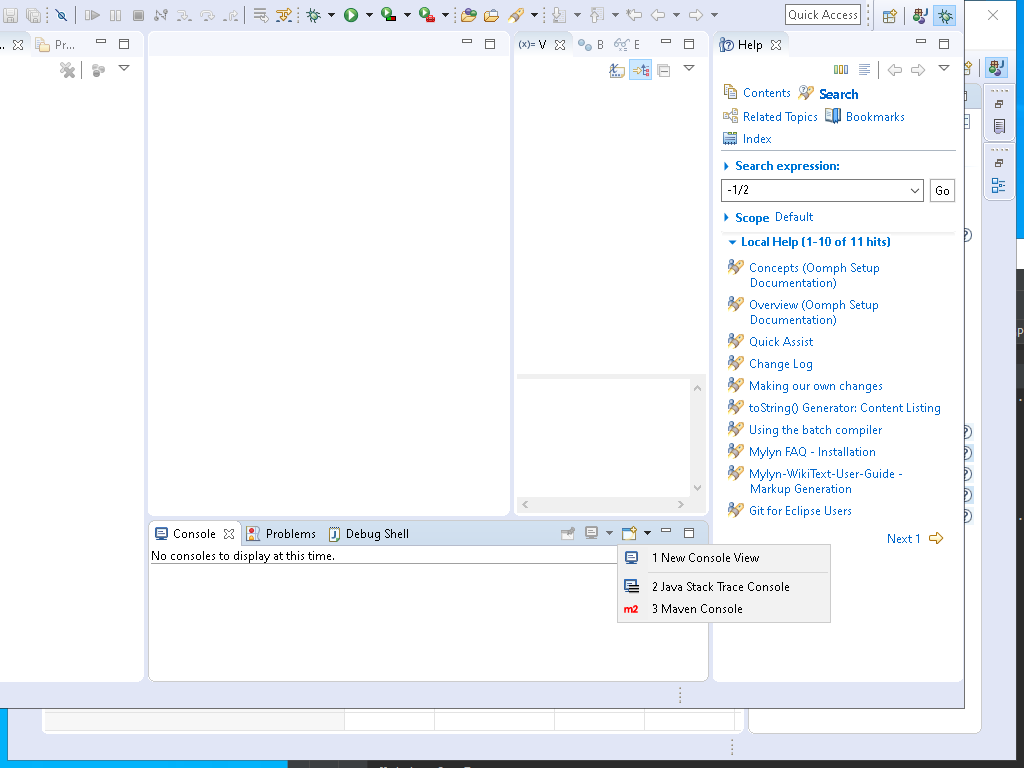 Quick Access
Pr...
(x)= V
B
E
Help
Contents
Search
Related Topics
Bookmarks
Index
Search expression:
-1/2
Go
Scope
Default
Local Help (1-10 of 11 hits)
Concepts (Oomph Setup
Documentation)
Overview (Oomph Setup
Documentation)
Quick Assist
Change Log
Making our own changes
toString() Generator: Content Listing
Using the batch compiler
Mylyn FAQ - Installation
Mylyn-WikiText-User-Guide -
Markup Generation
Git for Eclipse Users
Next 1
Console
Problems
Debug Shell
No consoles to display at this time.
1 New Console View
2 Java Stack Trace Console
m2 3 Maven Console